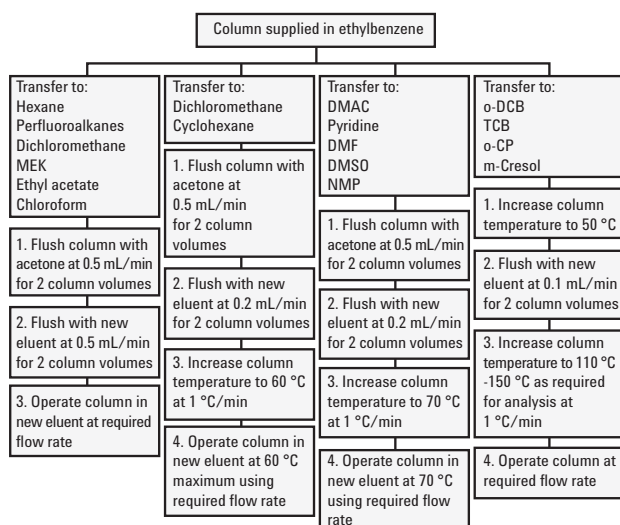 Column supplied in ethylbenzene
Transfer to:
Hexane
Perfluoroalkanes
Dichloromethane
MEK
Ethyl acetate
Chloroform
1. Flush column with
acetone at 0.5 mL/min
for 2 column volumes
2. Flush with new
eluent at 0.5 mL/min
for 2 column volumes
3. Operate column in
new eluent at required
flow rate
Transfer to:
Dichloromethane
Cyclohexane
1. Flush column with
acetone at
0.5 mL/min
for 2 column
volumes
2. Flush with new
eluent at 0.2 mL/min
for 2 column volumes
3. Increase column
temperature to 60 °C
at 1 °C/min
4. Operate column in
new eluent at 60 °C
maximum using
required flow rate
Transfer to:
DMAC
Pyridine
DMF
DMSO
NMP
1. Flush column with
acetone at 0.5 mL/min
for 2 column volumes
2. Flush with new
eluent at 0.2 mL/min
for 2 column volumes
3. Increase column
temperature to 70 °C
at 1 °C/min
4. Operate column in
new eluent at 70 °C
using required flow
rate
Transfer to:
o-DCB
TCB
o-CP
m-Cresol
1. Increase column
temperature to 50 °C
2. Flush with new
eluent at 0.1 mL/min
for 2 column volumes
3. Increase column
temperature to 110 °C
-150 °C as required
for analysis at
1 °C/min
4. Operate column at
required flow rate